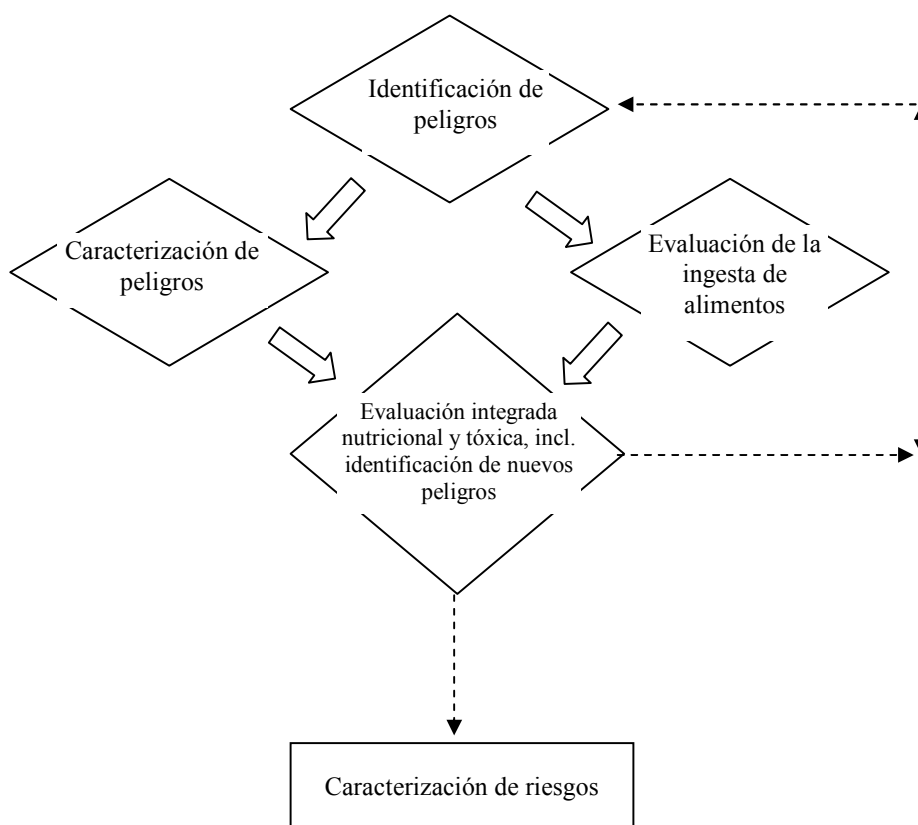 Identificación de
peligros
Caracterización de
peligros
Evaluación de la
ingesta de
alimentos
Evaluación integrada
nutricional y tóxica, incl.
identificación de nuevos
peligros
Caracterización de riesgos